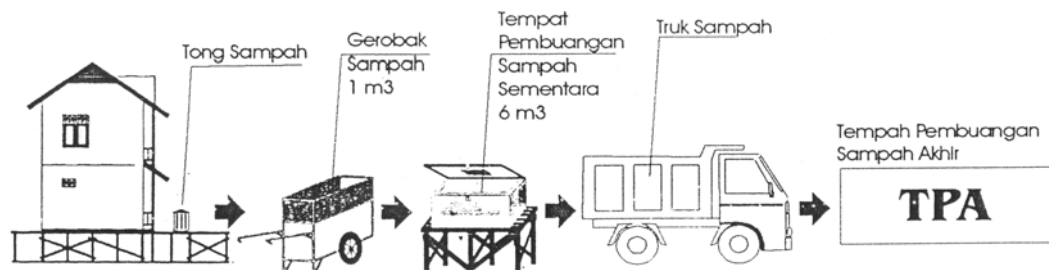 Tong Sampah
Gerobak
Sampah
1 m3
Tempat
Pembuangan
Sampah
Sementara
6 m3
Truk Sampah
Tempah Pembuangan
Sampah Akhir
TPA